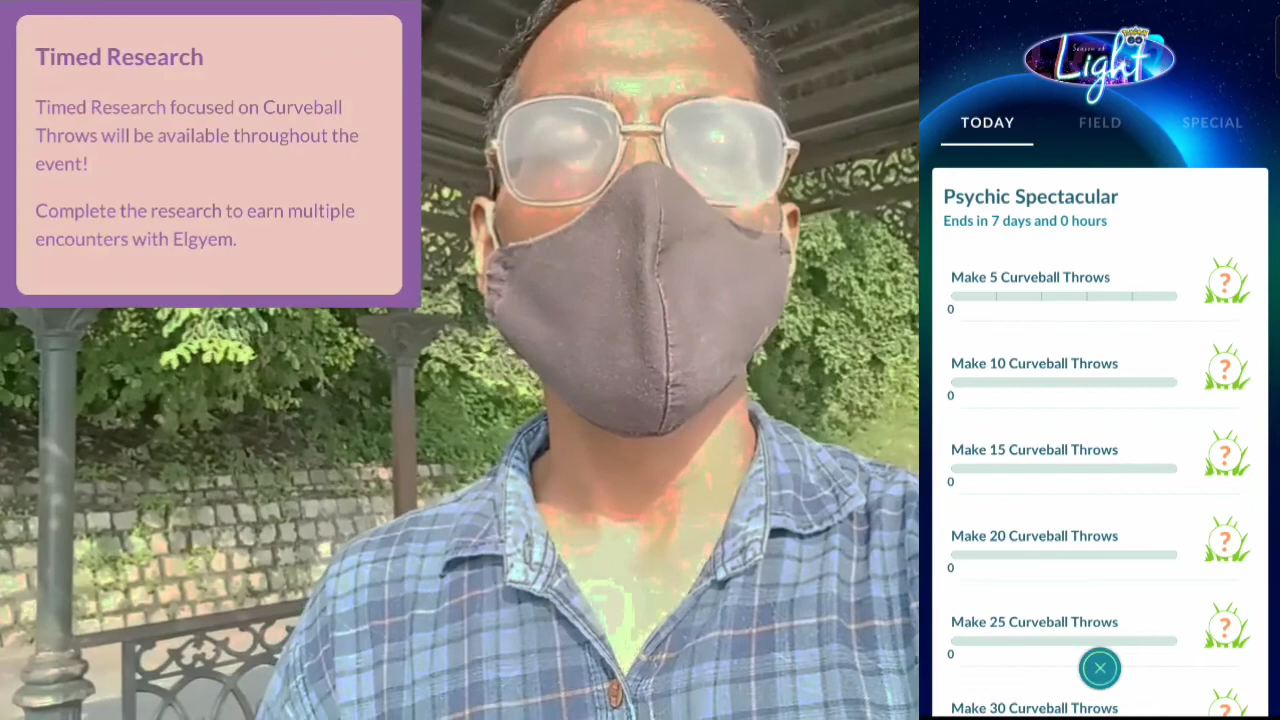 Timed Research
Timed Research focused on Curveball
Throws will be available throughout the
event!
Complete the research to earn multiple
encounters with Elgyem.
Season of
Light
TODAY
FIELD
SPECIAL
Psychic Spectacular
Ends in 7 days and 0 hours
Make 5 Curveball Throws
?
0
Make 10 Curveball Throws
?
0
Make 15 Curveball Throws
?
0
Make 20 Curveball Throws
?
0
Make 25 Curveball Throws
?
0
Make 30 Curveball Throws